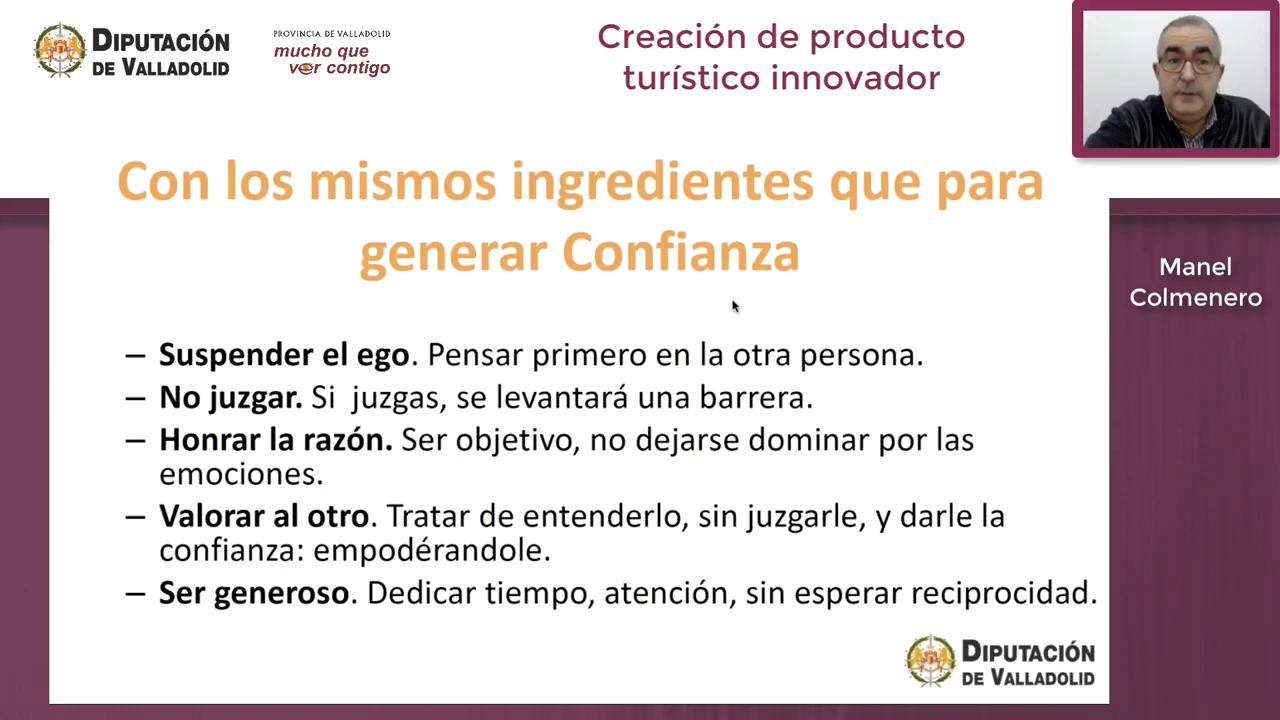 DIPUTACIÓN
DE VALLADOLID
PROVINCIA DE VALLADOLID
mucho que
ver contigo
Creación de producto
turístico innovador
Con los mismos ingredientes que para
generar Confianza
– Suspender el ego. Pensar primero en la otra persona.
– No juzgar. Si  juzgas, se levantará una barrera.
– Honrar la razón. Ser objetivo, no dejarse dominar por las
emociones.
– Valorar al otro. Tratar de entenderlo, sin juzgarle, y darle la
confianza: empodérandole.
– Ser generoso. Dedicar tiempo, atención, sin esperar reciprocidad.
Manel
Colmenero
DIPUTACIÓN
DE VALLADOLID